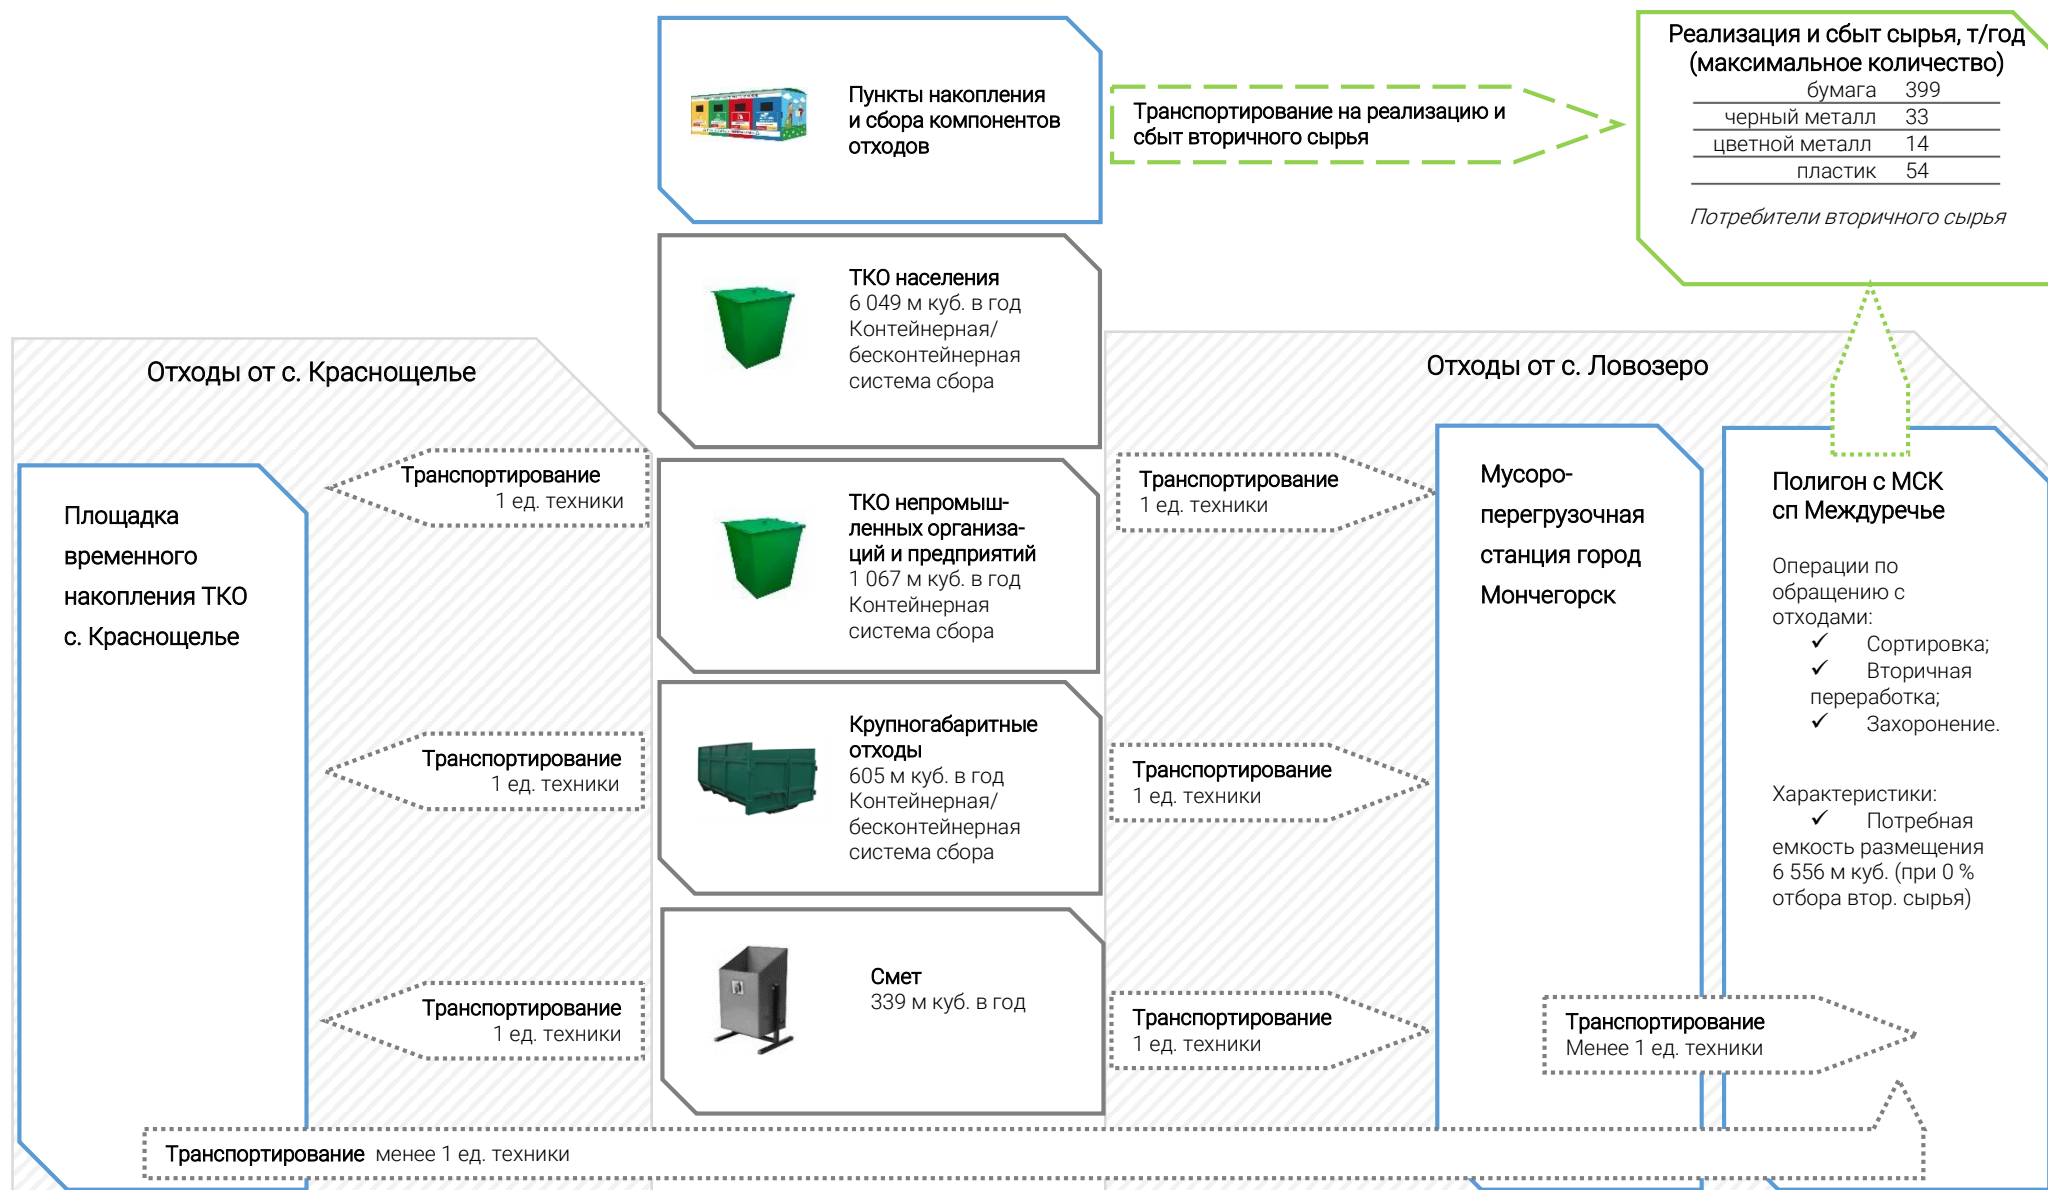 Пункты накопления
и сбора компонентов
отходов
Транспортирование на реализацию и
сбыт вторичного сырья
Реализация и сбыт сырья, т/год
(максимальное количество)
бумага 399
черный металл 33
цветной металл 14
пластик 54
Потребители вторичного сырья
ТКО населения
6 049 м куб. в год
Контейнерная/
бесконтейнерная
система сбора
Отходы от с. Краснощелье
Отходы от с. Ловозеро
Площадка
временного
накопления ТКО
с. Краснощелье
Транспортирование
1 ед. техники
ТКО непромыш-
ленных организа-
ций и предприятий
1 067 м куб. в год
Контейнерная
система сбора
Транспортирование
1 ед. техники
Мусоро-
перегрузочная
станция город
Мончегорск
Полигон с МСК
сп Междуречье
Операции по
обращению с
отходами:
✓ Сортировка;
✓ Вторичная
переработка;
✓ Захоронение.
Характеристики:
✓ Потребная
емкость размещения
6 556 м куб. (при 0 %
отбора втор. сырья)
Транспортирование
1 ед. техники
Крупногабаритные
отходы
605 м куб. в год
Контейнерная/
бесконтейнерная
система сбора
Транспортирование
1 ед. техники
Транспортирование
1 ед. техники
Смет
339 м куб. в год
Транспортирование
1 ед. техники
Транспортирование
Менее 1 ед. техники
Транспортирование менее 1 ед. техники